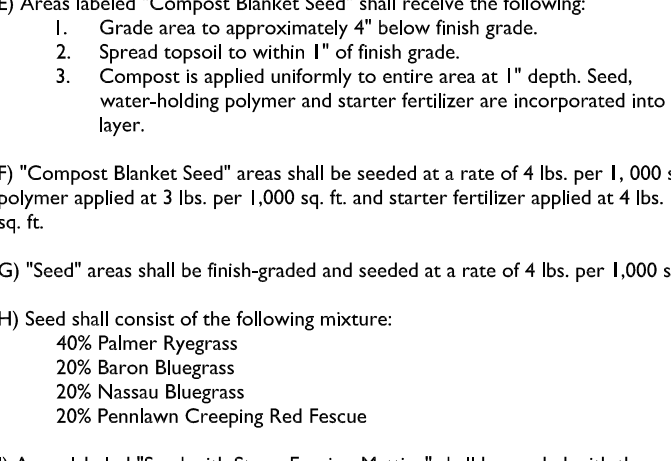 E) Areas labeled "Compost Blanket Seed" shall receive the following:
1. Grade area to approximately 4" below finish grade.
2. Spread topsoil to within 1" of finish grade.
3. Compost is applied uniformly to entire area at 1" depth. Seed,
water-holding polymer and starter fertilizer are incorporated into
layer.
F) "Compost Blanket Seed" areas shall be seeded at a rate of 4 lbs. per 1, 000 s
polymer applied at 3 lbs. per 1,000 sq. ft. and starter fertilizer applied at 4 lbs.
sq. ft.
G) "Seed" areas shall be finish-graded and seeded at a rate of 4 lbs. per 1,000 s
H) Seed shall consist of the following mixture:
40% Palmer Ryegrass
20% Baron Bluegrass
20% Nassau Bluegrass
20% Pennlawn Creeping Red Fescue